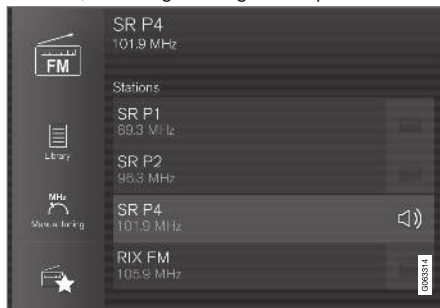 SR P4
101.9 MHz
FM
Stations
SR P1
89.3 MHz
Library
SR P2
96.3 MHz
MHz
Manual tuning
SR P4
101.9 MHz
RIX FM
105.9 MHz
G063314